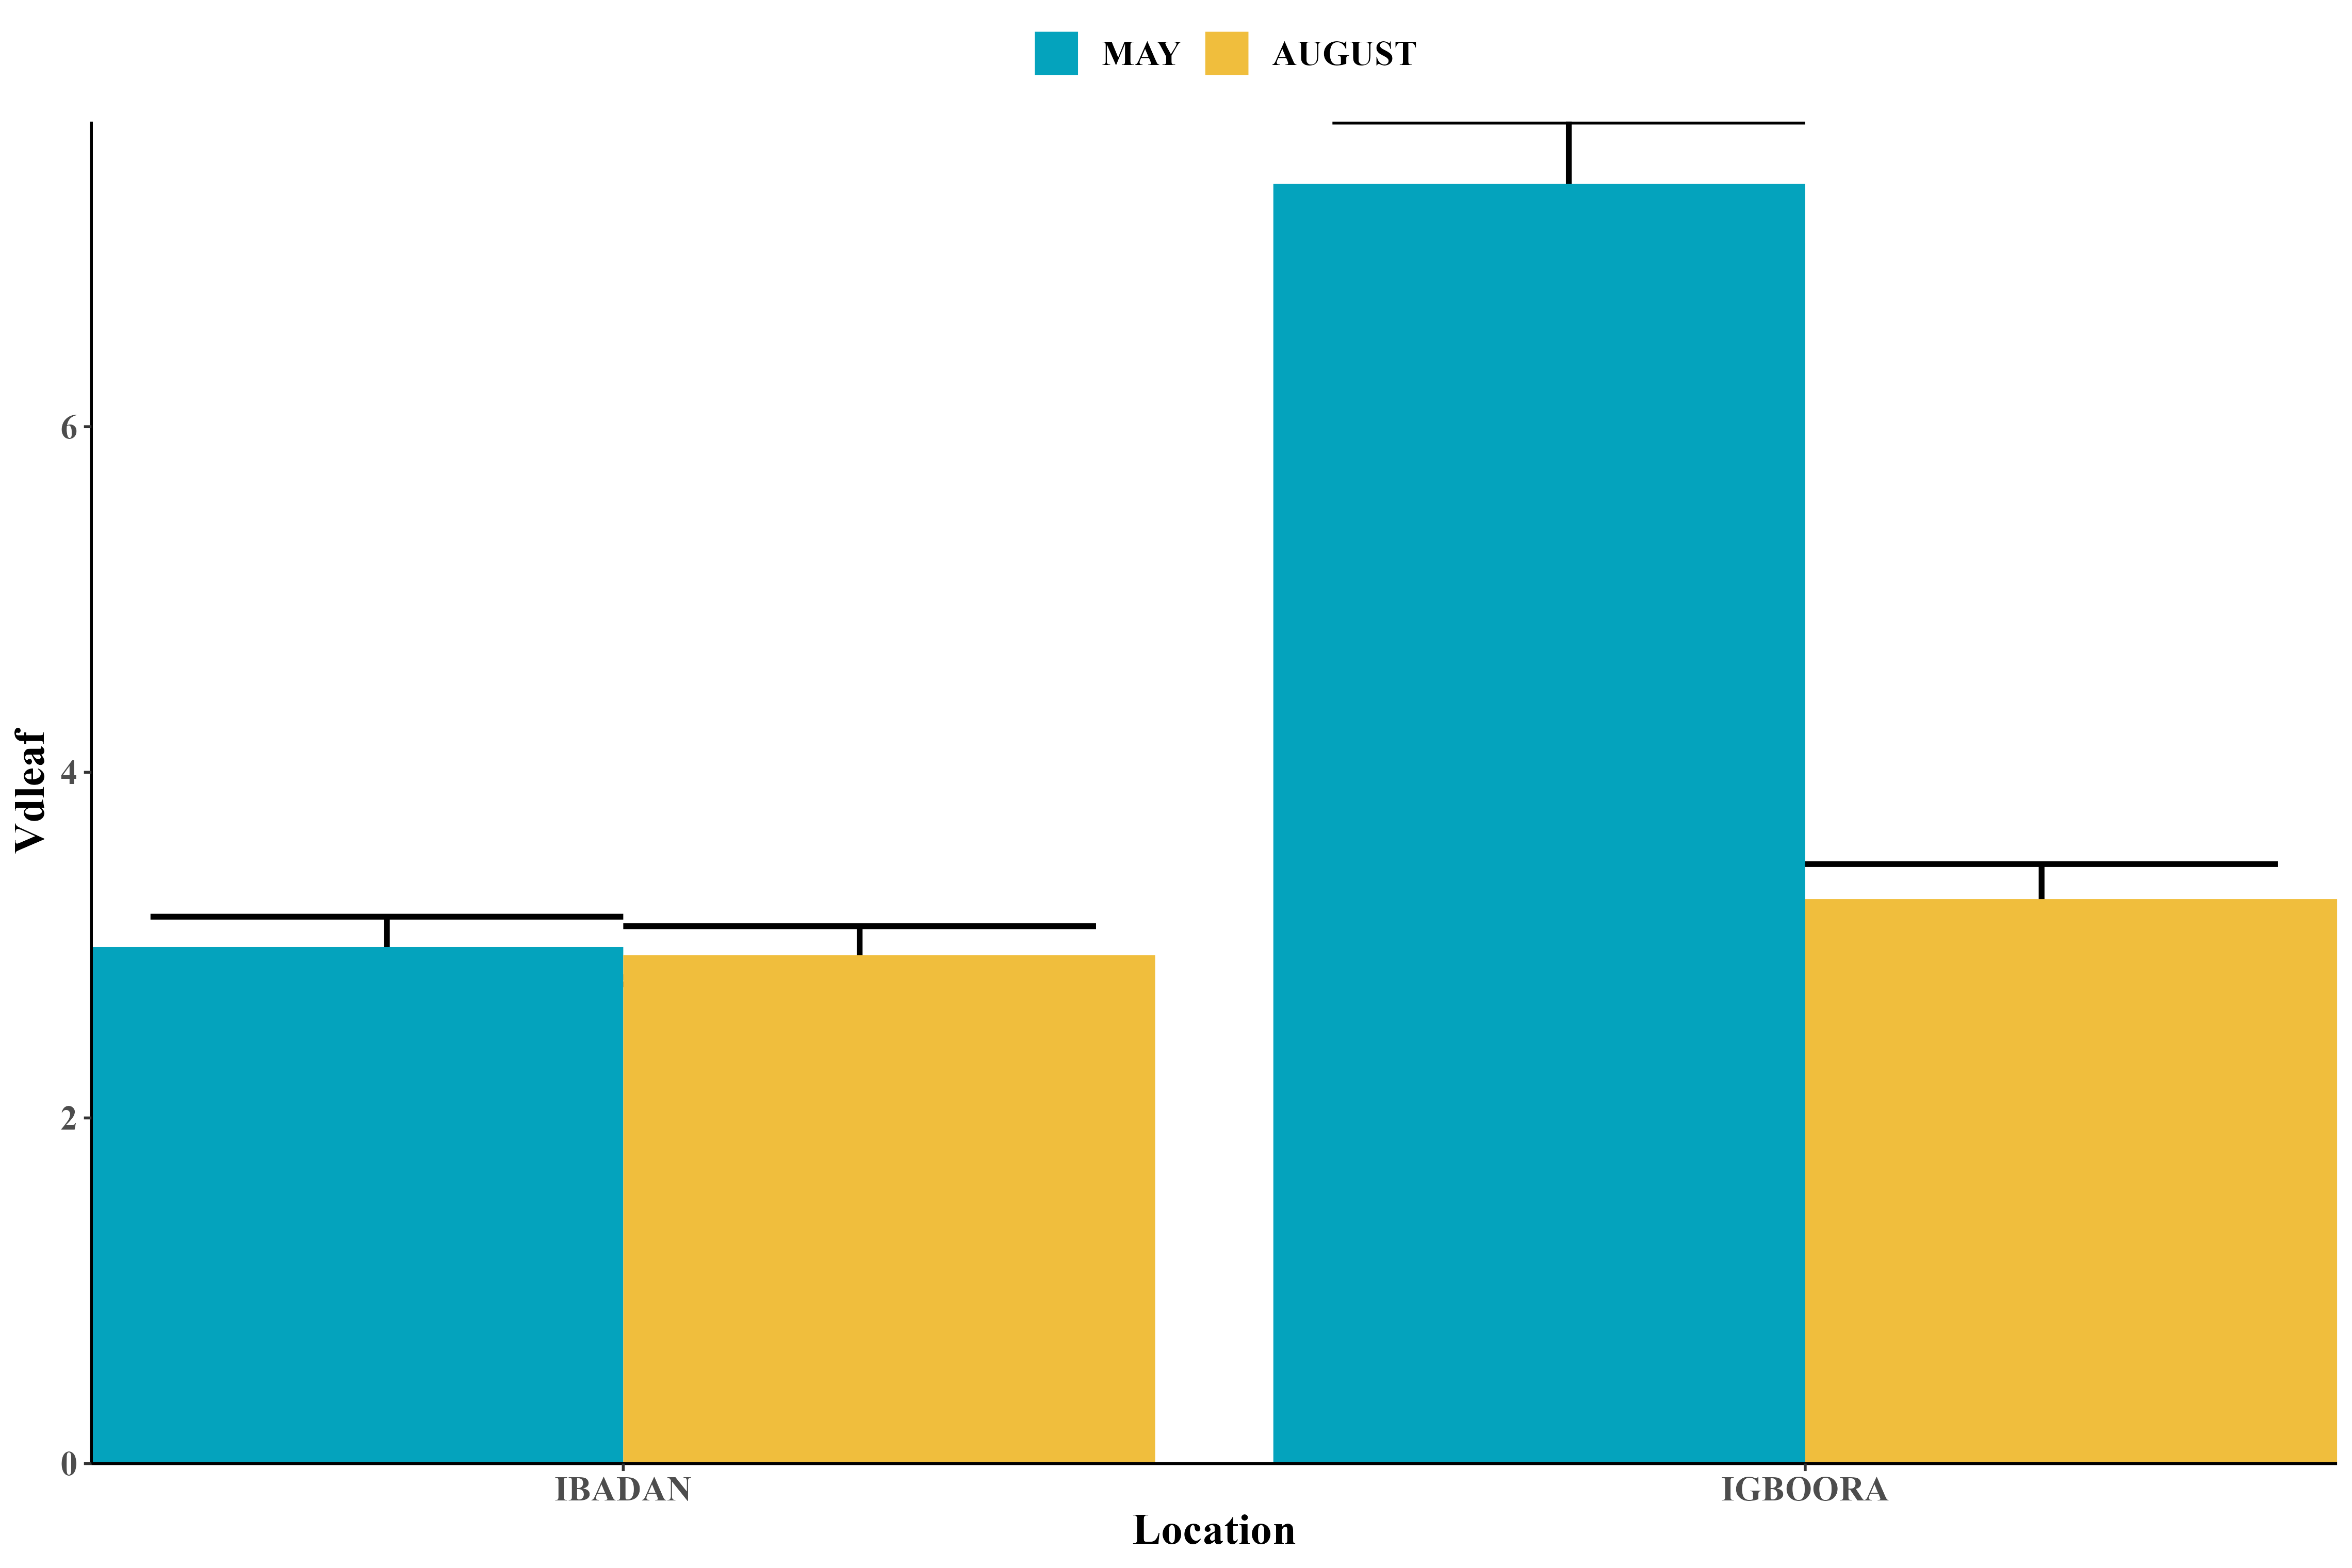 MAY AUGUST
6
4
2
0
Vdleaf
IBADAN IGBOORA
Location